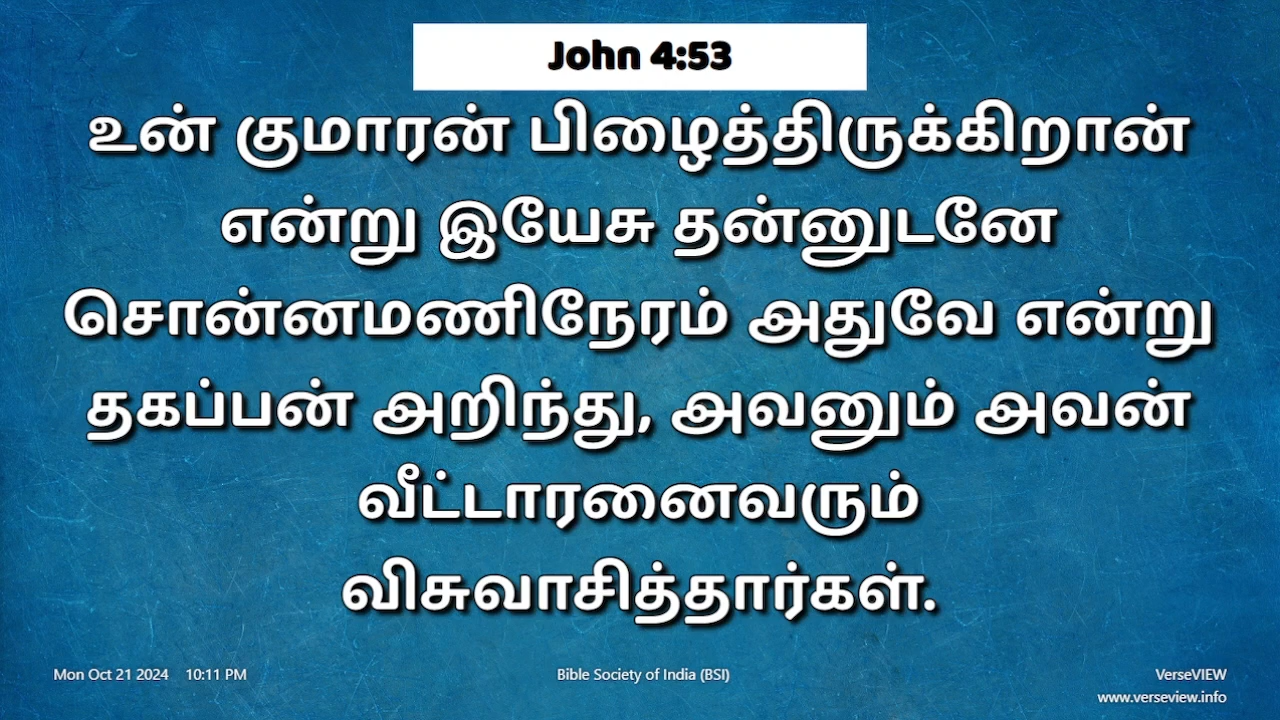 John 4:53
உன் குமாரன் பிழைத்திருக்கிறான்
என்று இயேசு தன்னுடனே
சொன்னமணிநேரம் அதுவே என்று
தகப்பன் அறிந்து, அவனும் அவன்
வீட்டாரனைவரும்
விசுவாசித்தார்கள்.
Mon Oct 21 2024 10:11 PM
Bible Society of India (BSI)
VerseVIEW
www.verseview.info